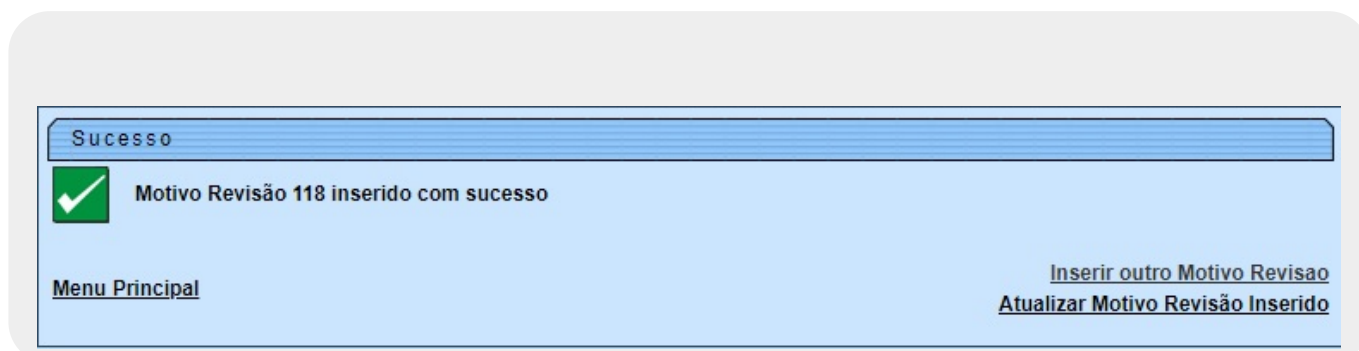 Sucesso
Motivo Revisão 118 inserido com sucesso
Menu Principal
Inserir outro Motivo Revisao
Atualizar Motivo Revisão Inserido